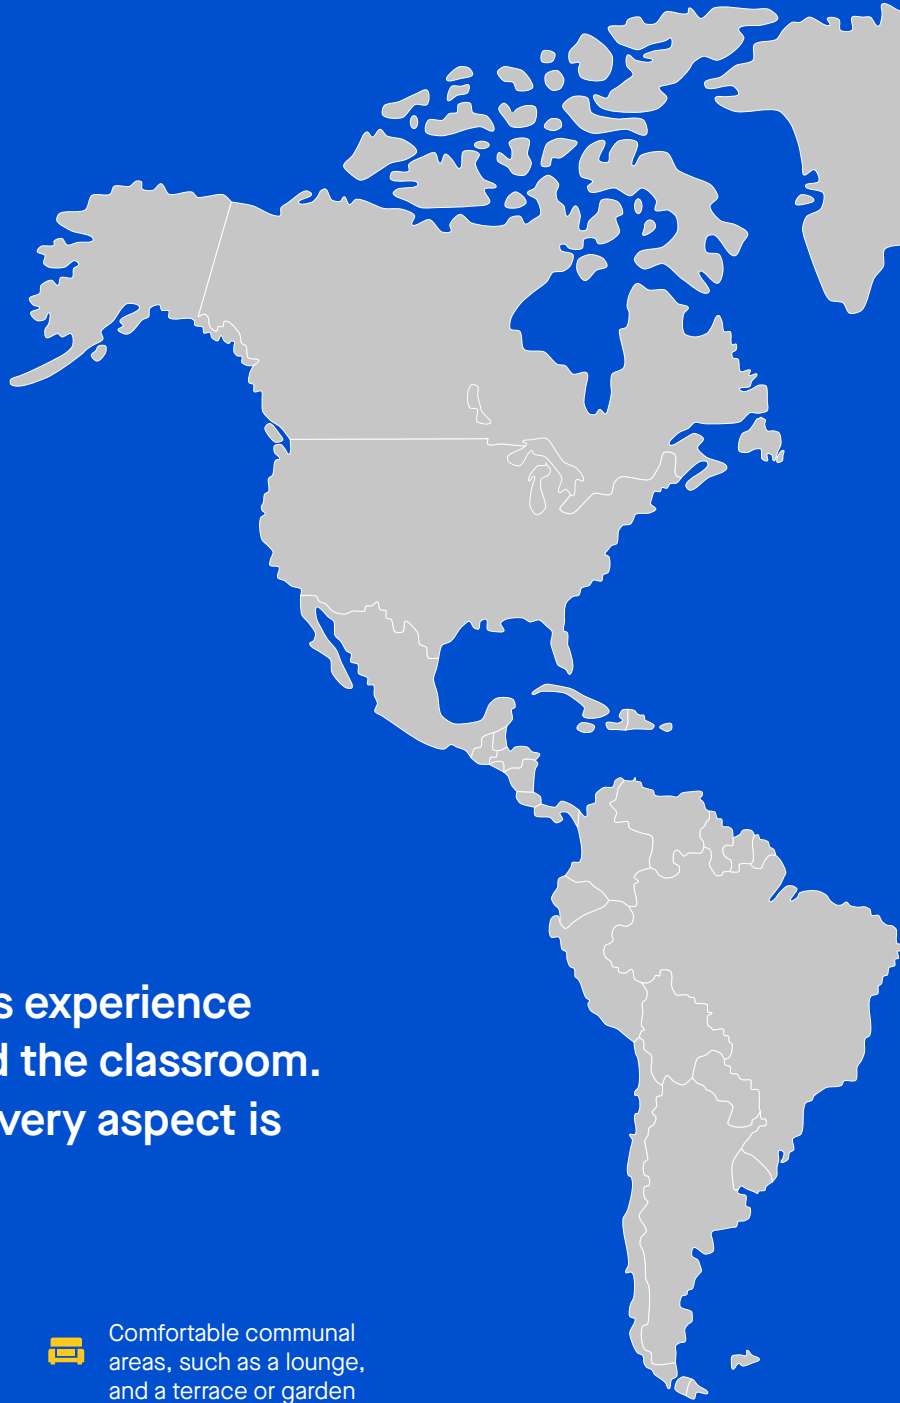 s experience
d the classroom.
very aspect is
Comfortable communal
areas, such as a lounge,
and a terrace or garden